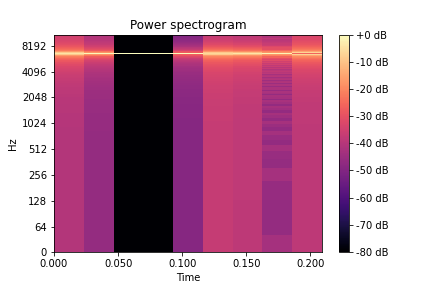 Power spectrogram
8192
4096
2048
1024
512
256
128
64
0
Hz
0.000 0.050 0.100 0.150 0.200
Time
+0 dB
-10 dB
-20 dB
-30 dB
-40 dB
-50 dB
-60 dB
-70 dB
-80 dB